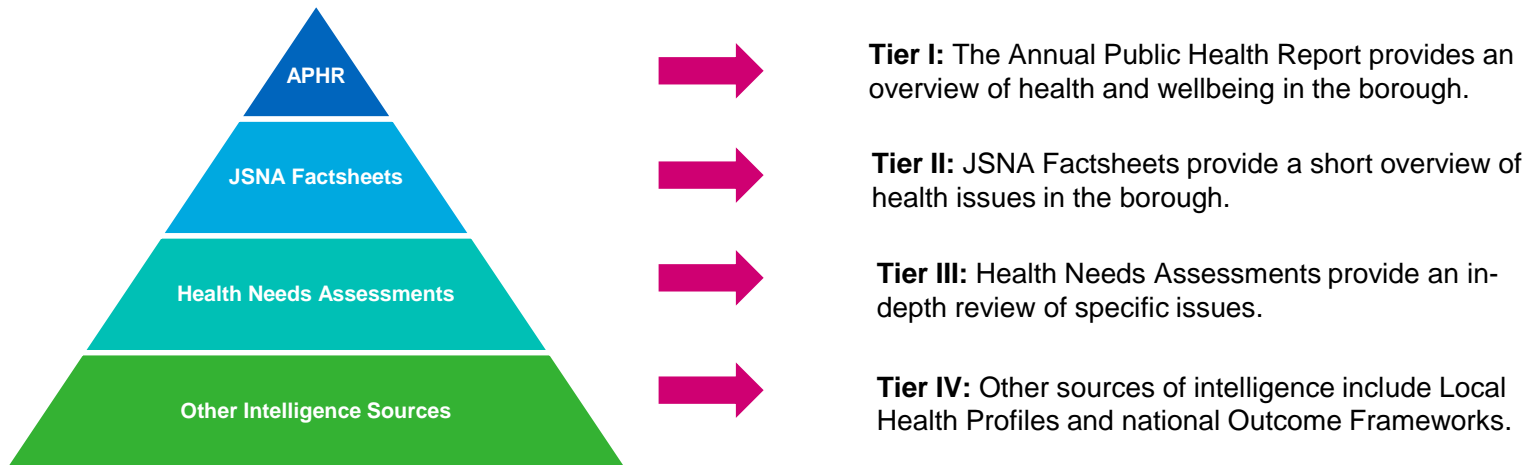 APHR
Tier I: The Annual Public Health Report provides an
overview of health and wellbeing in the borough.
JSNA Factsheets
Tier II: JSNA Factsheets provide a short overview of
health issues in the borough.
Health Needs Assessments
Tier III: Health Needs Assessments provide an in-
depth review of specific issues.
Other Intelligence Sources
Tier IV: Other sources of intelligence include Local
Health Profiles and national Outcome Frameworks.